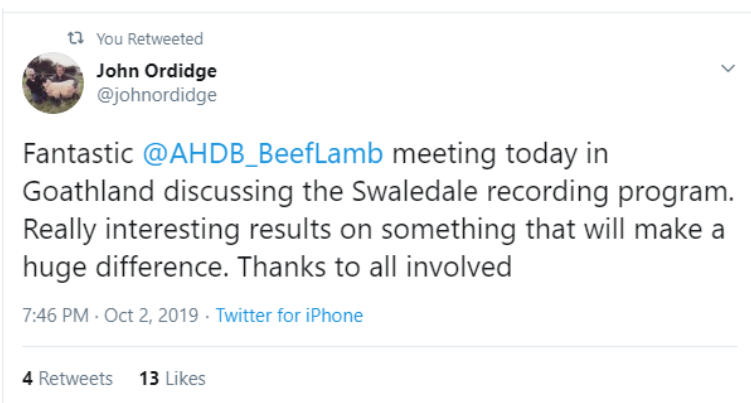 You Retweeted
John Ordidge
@johnordidge
Fantastic @AHDB_BeefLamb meeting today in
Goathland discussing the Swaledale recording program.
Really interesting results on something that will make a
huge difference. Thanks to all involved
7:46 PM · Oct 2, 2019 · Twitter for iPhone
4 Retweets 13 Likes